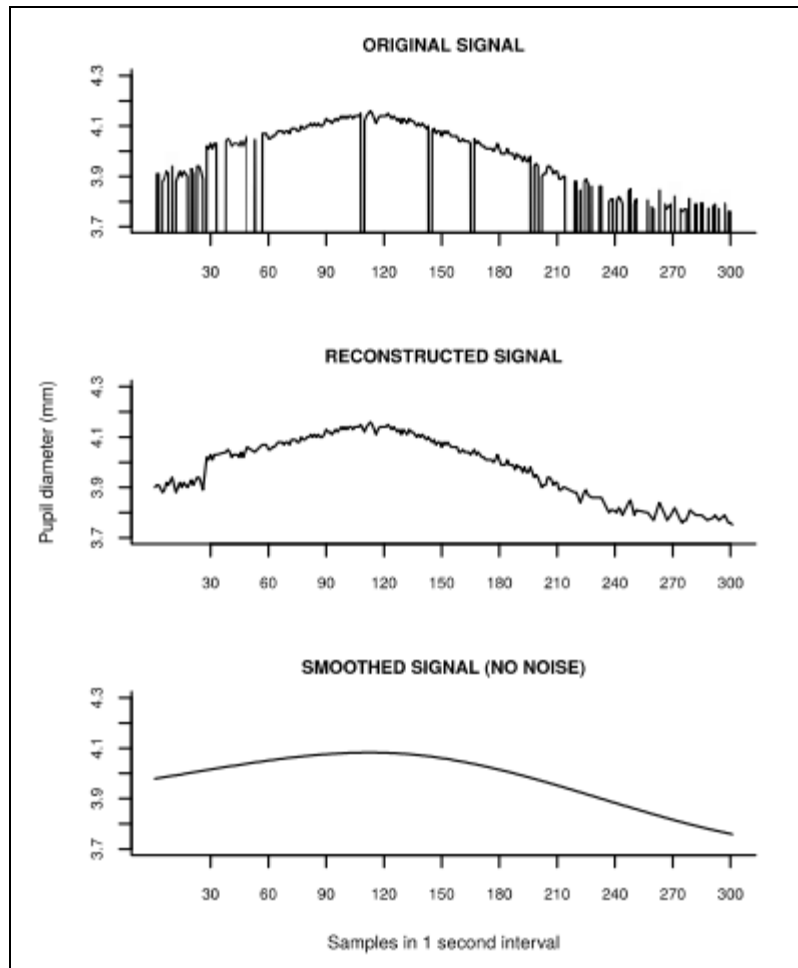 ORIGINAL SIGNAL
4.3
4.1
3.9
3.7
30 60 90 120 150 180 210 240 270 300
RECONSTRUCTED SIGNAL
Pupil diameter (mm)
4.3
4.1
3.9
3.7
30 60 90 120 150 180 210 240 270 300
SMOOTHED SIGNAL (NO NOISE)
4.3
4.1
3.9
3.7
30 60 90 120 150 180 210 240 270 300
Samples in 1 second interval